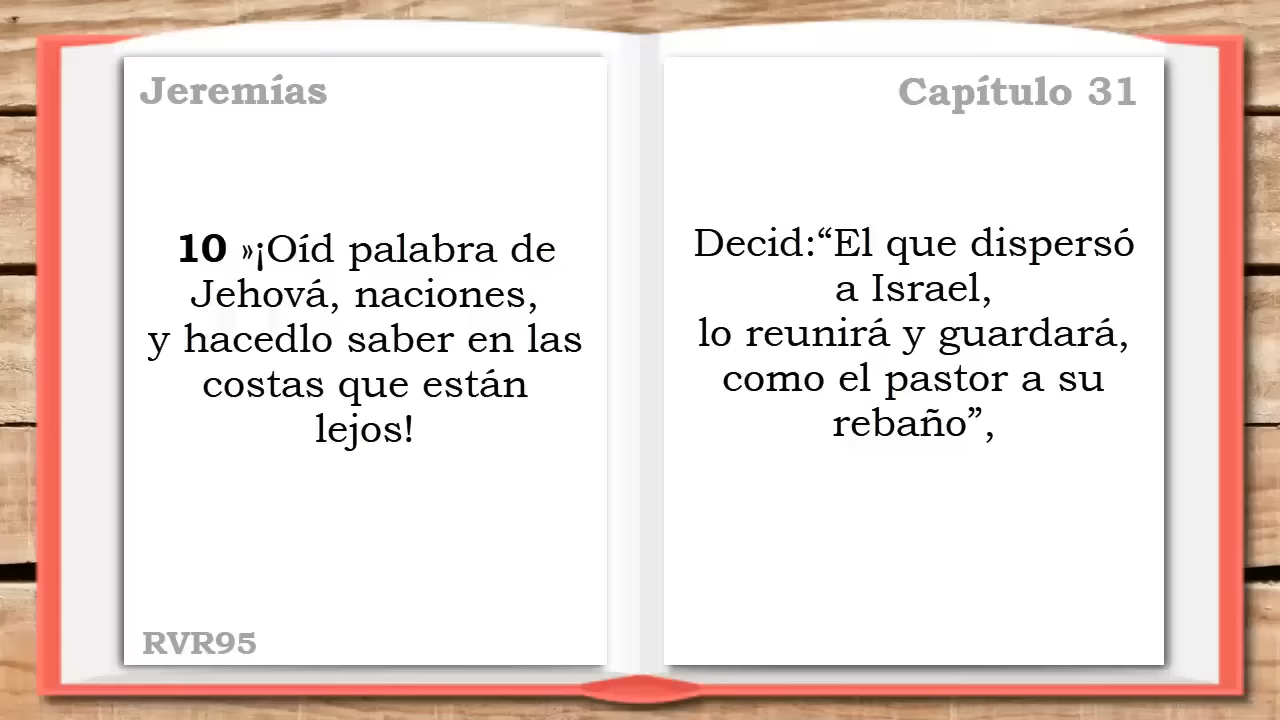 Jeremías
10 »¡Oíd palabra de
Jehová, naciones,
y hacedlo saber en las
costas que están
lejos!
RVR95
Capítulo 31
Decid:“El que dispersó
a Israel,
lo reunirá y guardará,
como el pastor a su
rebaño”,